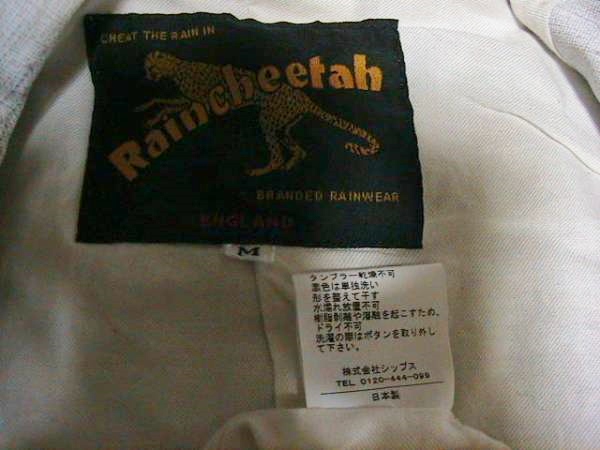 CHEAT THE RAIN IN
Raincheetah
BRANDED RAINWEAR
ENGLAND
M
タンブラー乾燥不可
濃色は単独洗い
形を整えて干す
水濡れ放置不可
樹脂剥離や溶融を起こすため、
ドライ不可
洗濯の際はボタンを取り外し
て下さい。
株式会社シップス
TEL 0120-444-099
日本製